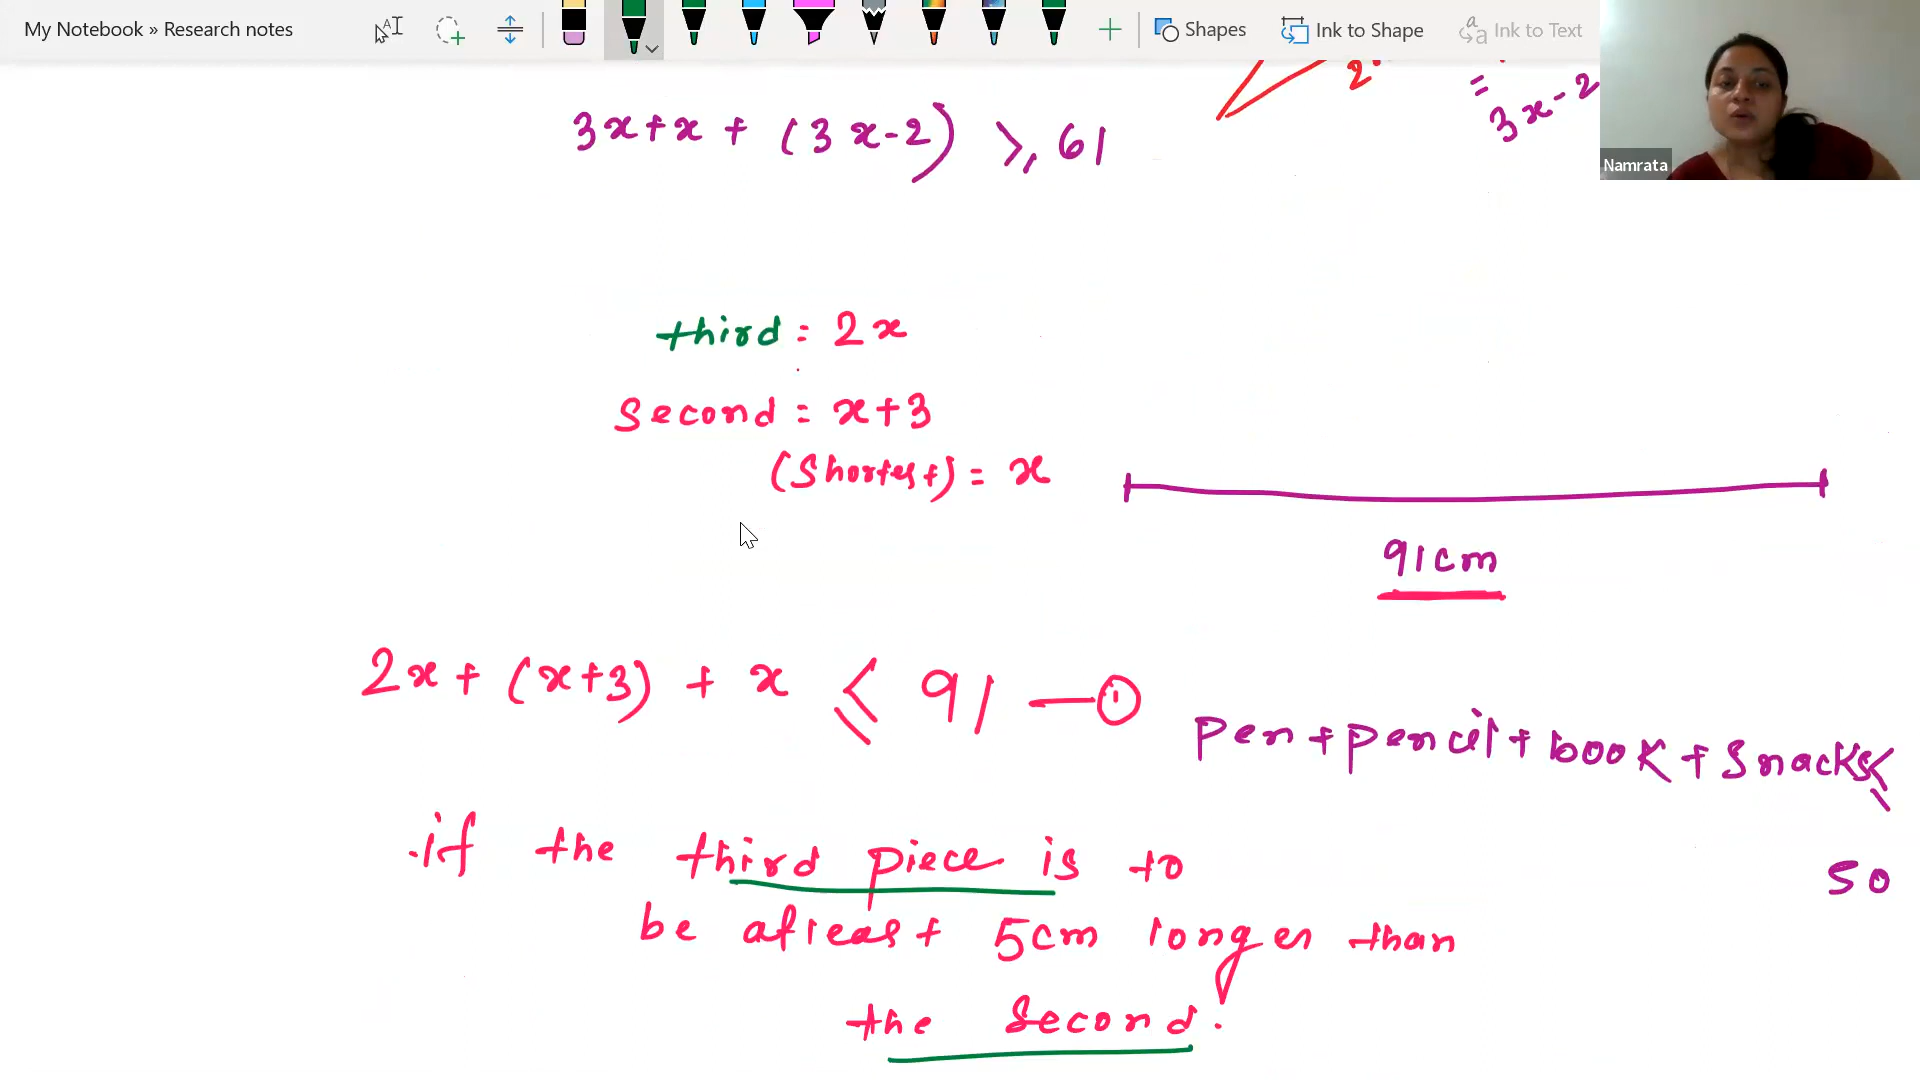 My Notebook » Research notes
Shapes
Ink to Shape
Ink to Text
Namrata
3x+x + (3x-2) ≥ 61
=
3x-2
third : 2x
Second = x+3
(Shortest) = x
91cm
2x + (x+3) + x ≤ 91 —①
Pen + pencil + book + Snacks ≤
50
if the third piece is to
be atleast 5cm longer than
the Second.